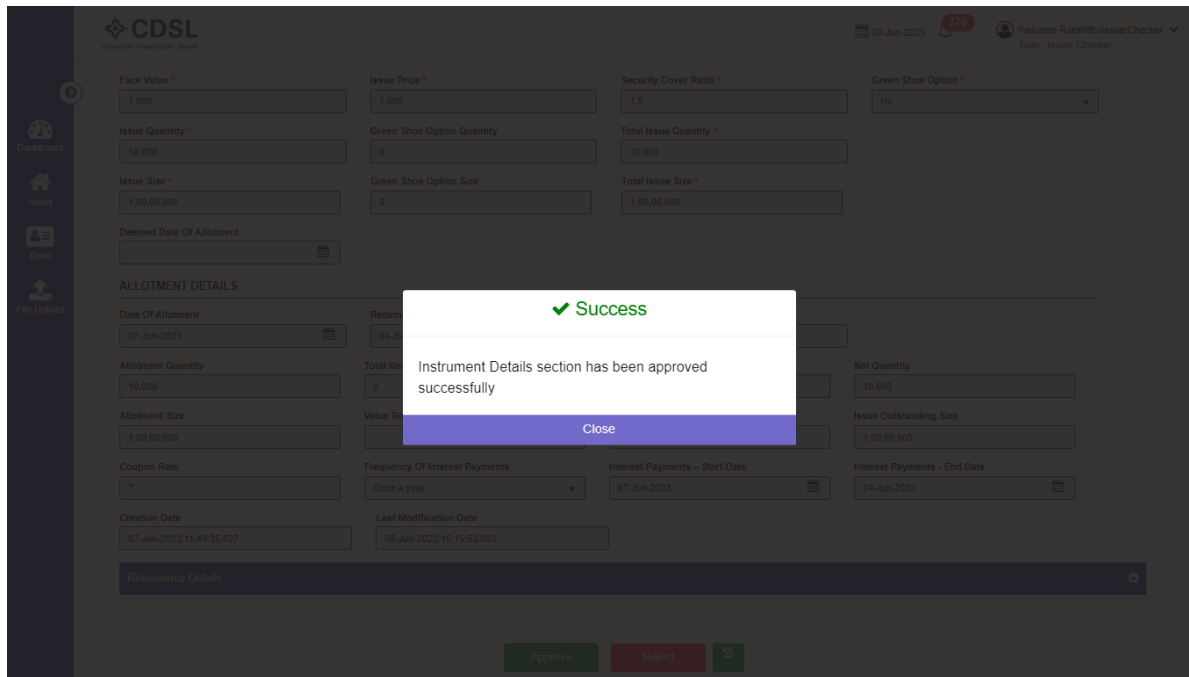 CDSL
06-Jun-2023
376
Welcome RakshithaIssuerChecker
Role - Issuer Checker
Face Value *
Issue Price *
Security Cover Ratio *
Green Shoe Option *
1,000
1,000
1.5
No
Dashboard
Issue Quantity *
Green Shoe Option Quantity
Total Issue Quantity *
10,000
0
10,000
Asset
Issue Size *
Green Shoe Option Size
Total Issue Size *
1,00,00,000
0
1,00,00,000
Bond
Deemed Date Of Allotment
File Upload
ALLOTMENT DETAILS
Date Of Allotment
07-Jun-2023
Success
Instrument Details section has been approved
successfully
Close
Allotment Quantity
Net Quantity
10,000
0
10,000
Allotment Size
Issue Outstanding Size
1,00,00,000
1,00,00,000
Coupon Rate
Frequency Of Interest Payments
Interest Payments – Start Date
Interest Payments - End Date
7
Once a year
07-Jun-2023
04-Jun-2033
Creation Date
Last Modification Date
07-Jun-2023:11:49:35.027
06-Jun-2023:15:15:53.053
Reissuance Details
Approve
Reject